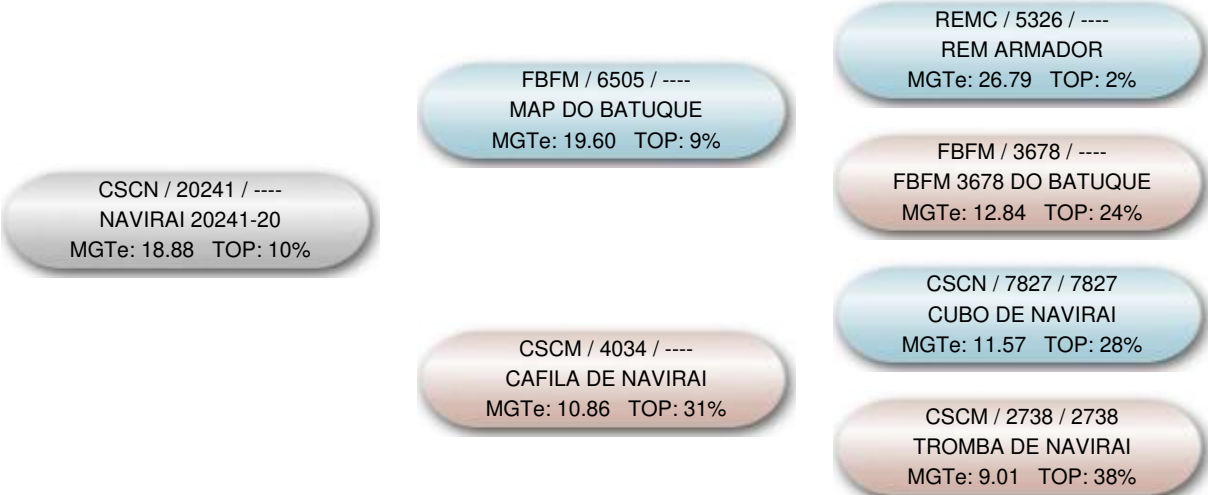 CSCN / 20241 / ----
NAVIRAI 20241-20
MGTe: 18.88 TOP: 10%
FBFM / 6505 / ----
MAP DO BATUQUE
MGTe: 19.60 TOP: 9%
CSCM / 4034 / ----
CAFILA DE NAVIRAI
MGTe: 10.86 TOP: 31%
REMC / 5326 / ----
REM ARMADOR
MGTe: 26.79 TOP: 2%
FBFM / 3678 / ----
FBFM 3678 DO BATUQUE
MGTe: 12.84 TOP: 24%
CSCN / 7827 / 7827
CUBO DE NAVIRAI
MGTe: 11.57 TOP: 28%
CSCM / 2738 / 2738
TROMBA DE NAVIRAI
MGTe: 9.01 TOP: 38%